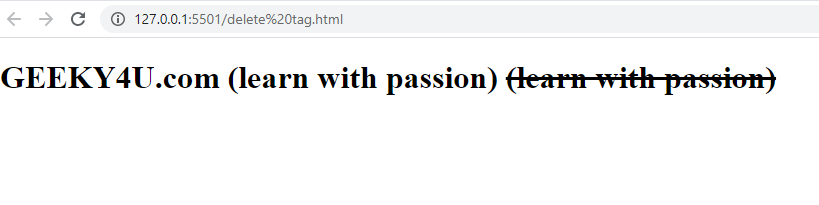 127.0.0.1:5501/delete%20tag.html
GEEKY4U.com (learn with passion) (learn with passion)